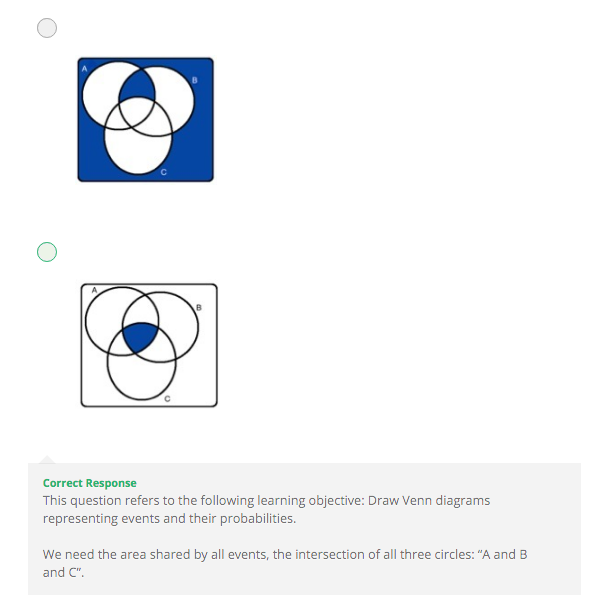 A
B
C
A
B
C
Correct Response
This question refers to the following learning objective: Draw Venn diagrams
representing events and their probabilities.
We need the area shared by all events, the intersection of all three circles: “A and B
and C”.